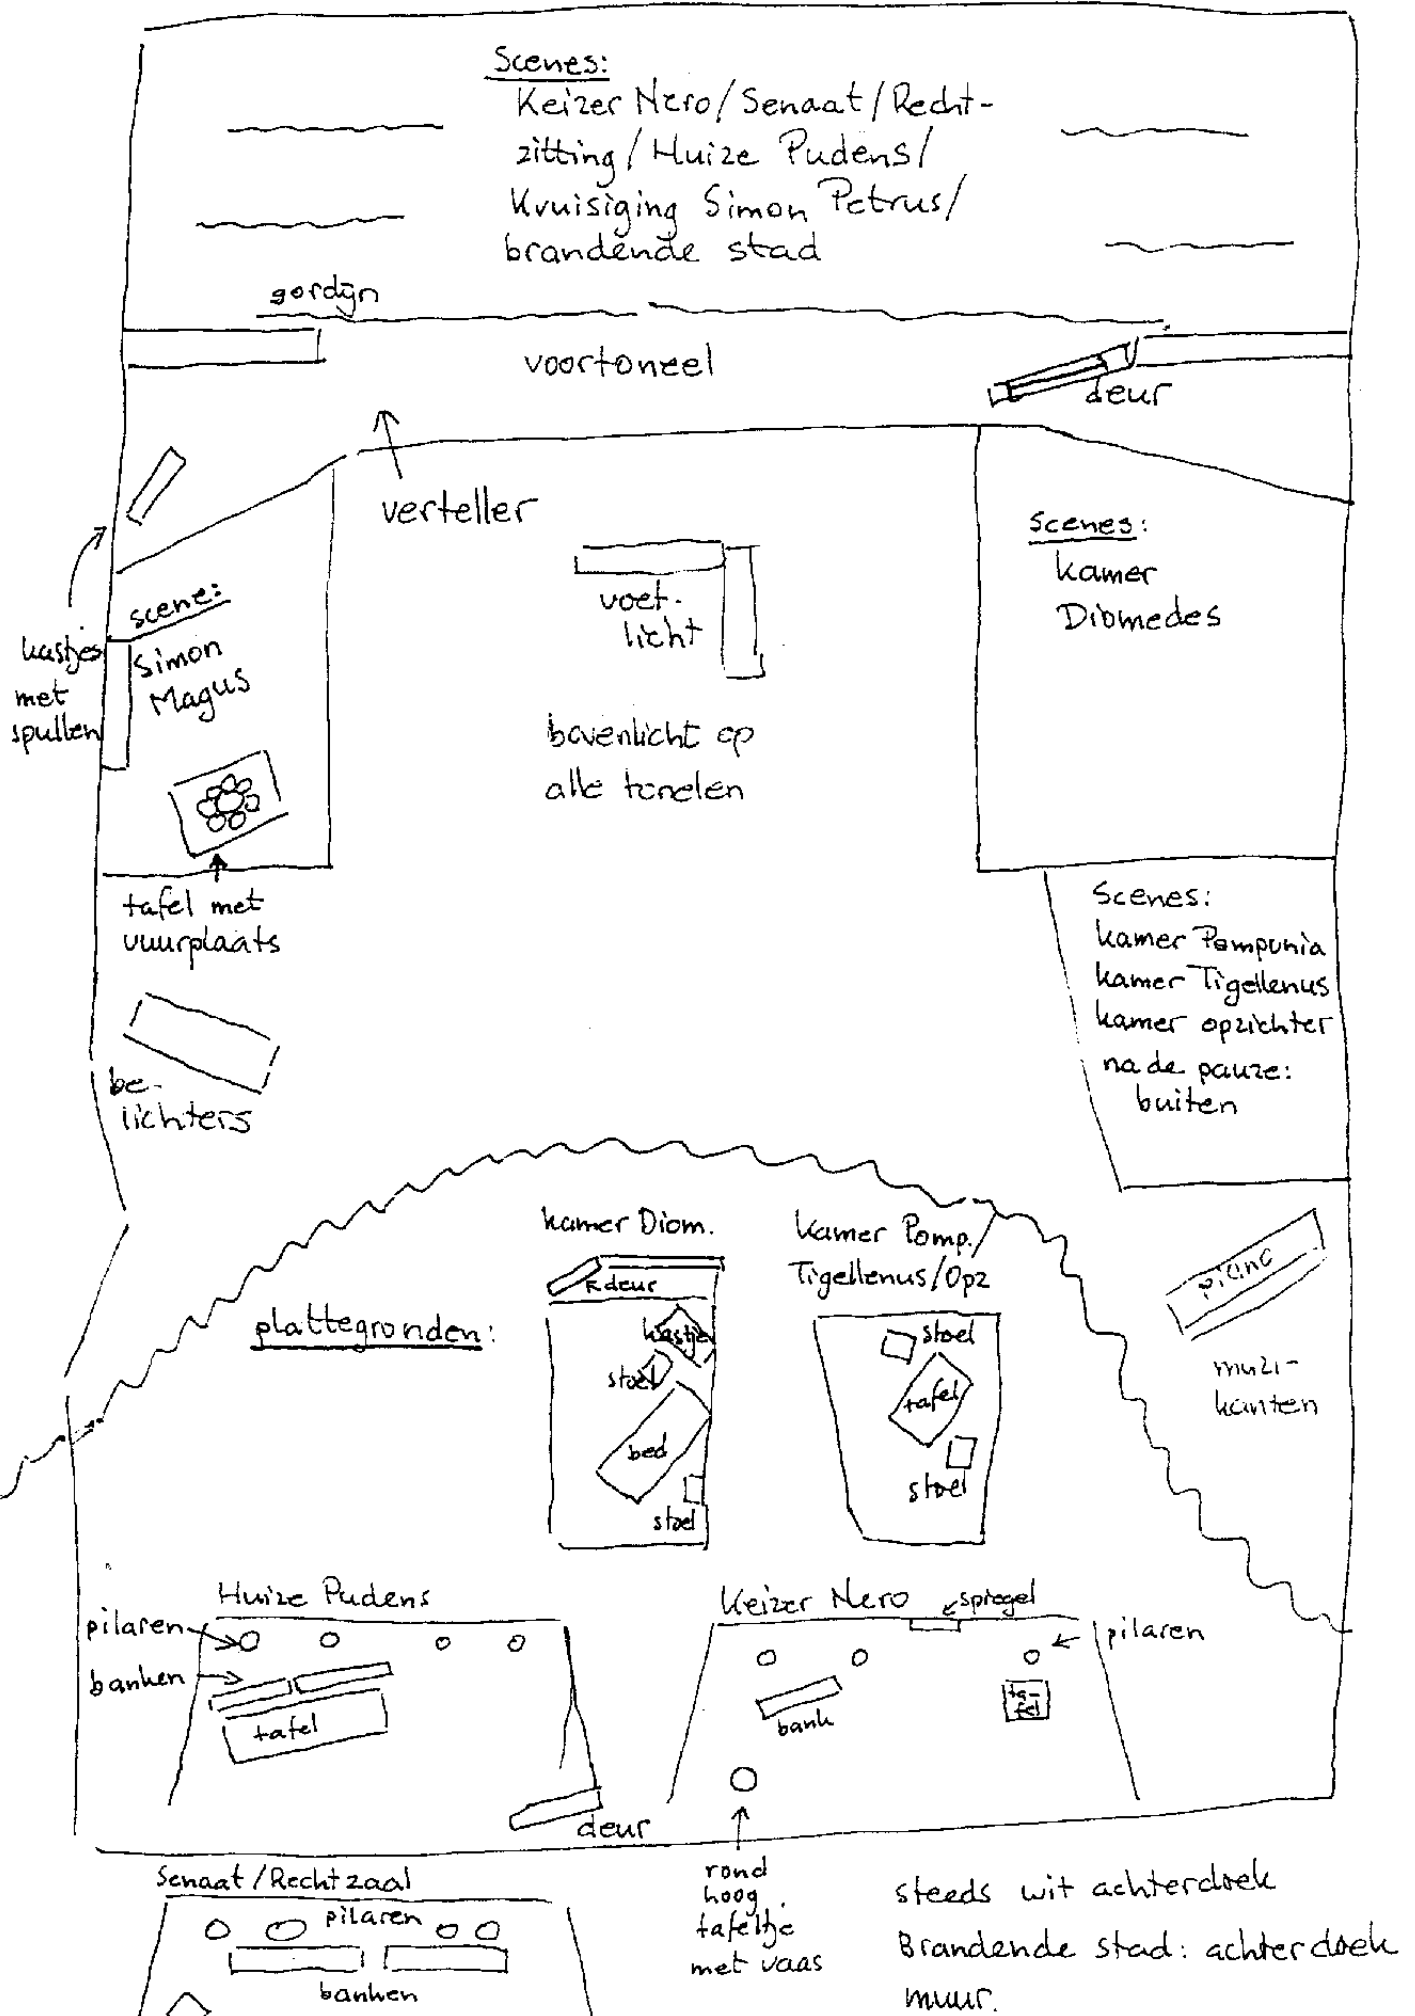 Scenes:
Keizer Nero/Senaat/Recht-
zitting/Huize Pudens/
Kruisiging Simon Petrus/
brandende stad
gordijn
voortoneel
deur
verteller
scene:
Simon
Magus
kastjes
met
spullen
voet-
licht
Scenes:
kamer
Diomedes
bovenlicht op
alle tonelen
tafel met
vuurplaats
Scenes:
kamer Pompunia
kamer Tigellenus
kamer opzichter
na de pauze:
buiten
be-
lichters
plattegronden:
kamer Diom.
deur
kastje
stoel
bed
stoel
Kamer Pomp./
Tigellenus/Opz
stoel
tafel
stoel
piano
muzi-
kanten
Huize Pudens
pilaren
banken
tafel
deur
Keizer Nero
spiegel
pilaren
bank
ta-
fel
rond
hoog
tafeltje
met vaas
Senaat/Rechtzaal
pilaren
banken
steeds wit achterdoek
Brandende stad: achterdoek
muur.